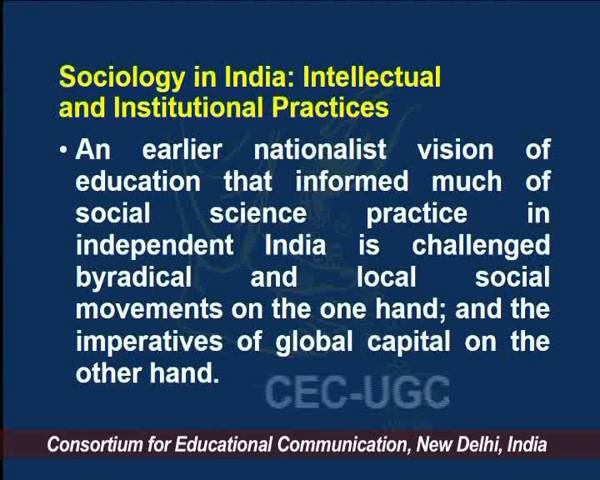 Sociology in India: Intellectual
and Institutional Practices
• An earlier nationalist vision of
education that informed much of
social science practice in
independent India is challenged
byradical and local social
movements on the one hand; and the
imperatives of global capital on the
other hand.
CEC-UGC
Consortium for Educational Communication, New Delhi, India